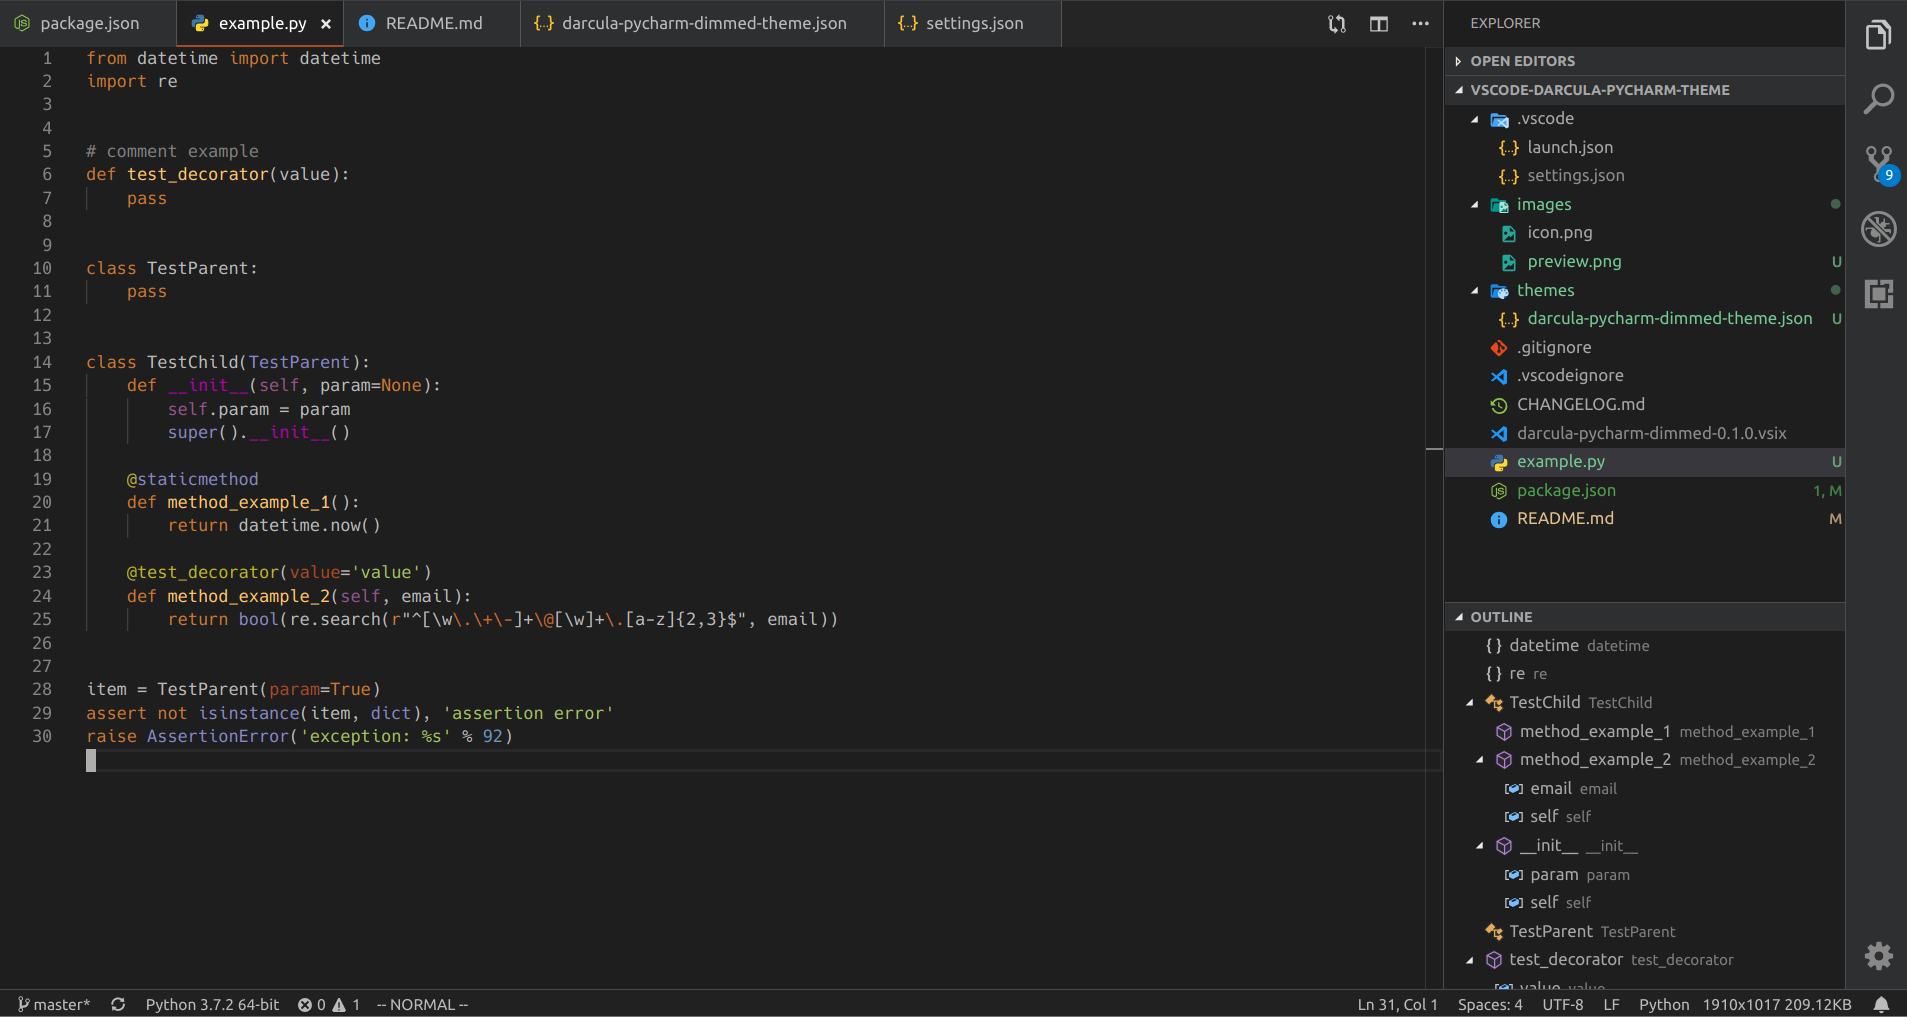 package.json
example.py ×
README.md
{..} darcula-pycharm-dimmed-theme.json
{..} settings.json
1 from datetime import datetime
2 import re
3
4
5 # comment example
6 def test_decorator(value):
7 pass
8
9
10 class TestParent:
11 pass
12
13
14 class TestChild(TestParent):
15 def __init__(self, param=None):
16 self.param = param
17 super().__init__()
18
19 @staticmethod
20 def method_example_1():
21 return datetime.now()
22
23 @test_decorator(value='value')
24 def method_example_2(self, email):
25 return bool(re.search(r"^[\w\.\+\-]+\@[\w]+\.[a-z]{2,3}$", email))
26
27
28 item = TestParent(param=True)
29 assert not isinstance(item, dict), 'assertion error'
30 raise AssertionError('exception: %s' % 92)
EXPLORER
OPEN EDITORS
VSCODE-DARCULA-PYCHARM-THEME
.vscode
{..} launch.json
{..} settings.json
images
icon.png
preview.png U
themes
{..} darcula-pycharm-dimmed-theme.json U
.gitignore
.vscodeignore
CHANGELOG.md
darcula-pycharm-dimmed-0.1.0.vsix
example.py U
package.json 1, M
README.md M
OUTLINE
{} datetime datetime
{} re re
TestChild TestChild
method_example_1 method_example_1
method_example_2 method_example_2
email email
self self
__init__ __init__
param param
self self
TestParent TestParent
test_decorator test_decorator
value value
9
master* Python 3.7.2 64-bit 0 1 -- NORMAL --
Ln 31, Col 1 Spaces: 4 UTF-8 LF Python 1910x1017 209.12KB